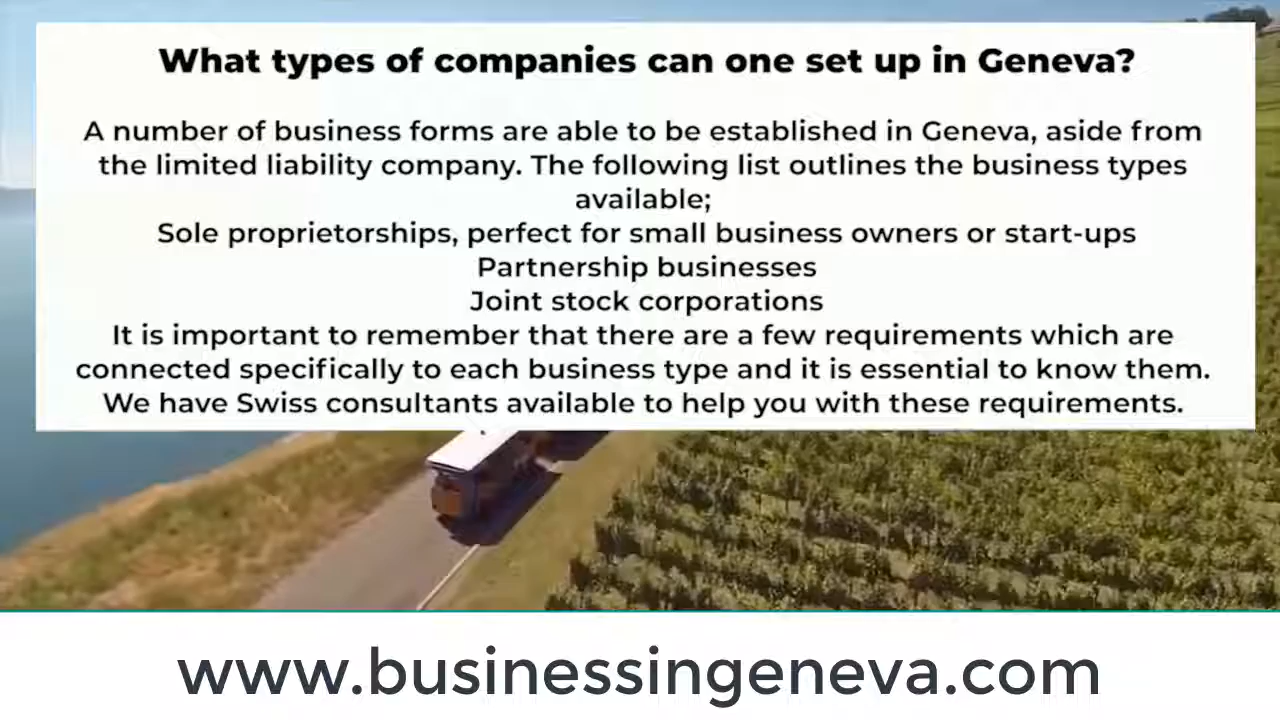 What types of companies can one set up in Geneva?
A number of business forms are able to be established in Geneva, aside from
the limited liability company. The following list outlines the business types
available;
Sole proprietorships, perfect for small business owners or start-ups
Partnership businesses
Joint stock corporations
It is important to remember that there are a few requirements which are
connected specifically to each business type and it is essential to know them.
We have Swiss consultants available to help you with these requirements.
www.businessingeneva.com